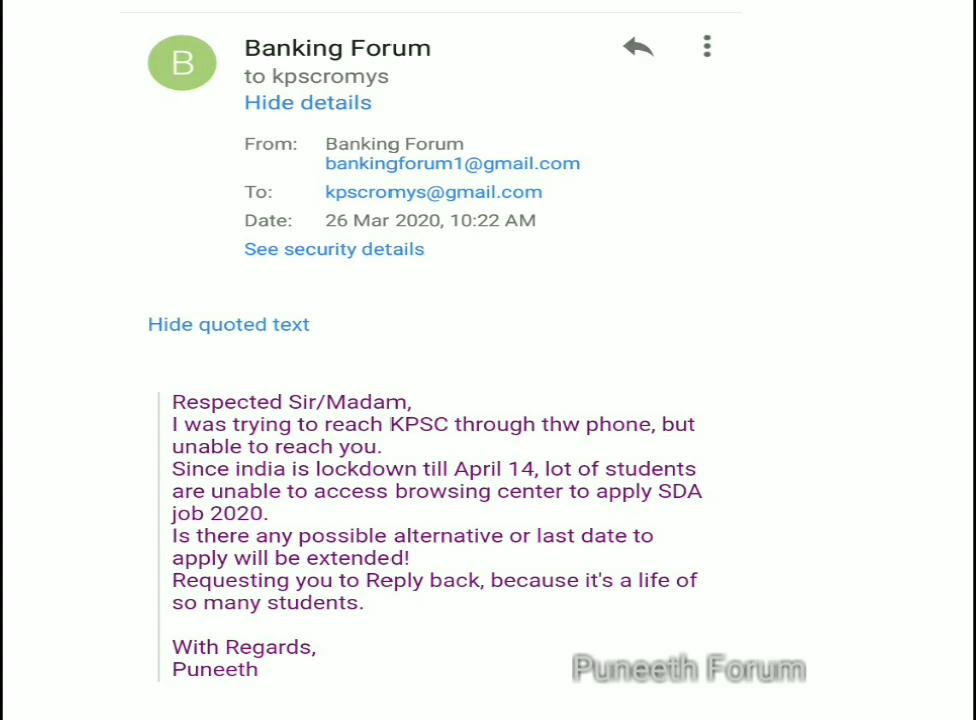 B
Banking Forum
to kpscromys
Hide details
From: Banking Forum
bankingforum1@gmail.com
To: kpscromys@gmail.com
Date: 26 Mar 2020, 10:22 AM
See security details
Hide quoted text
Respected Sir/Madam,
I was trying to reach KPSC through thw phone, but
unable to reach you.
Since india is lockdown till April 14, lot of students
are unable to access browsing center to apply SDA
job 2020.
Is there any possible alternative or last date to
apply will be extended!
Requesting you to Reply back, because it's a life of
so many students.
With Regards,
Puneeth
Puneeth Forum